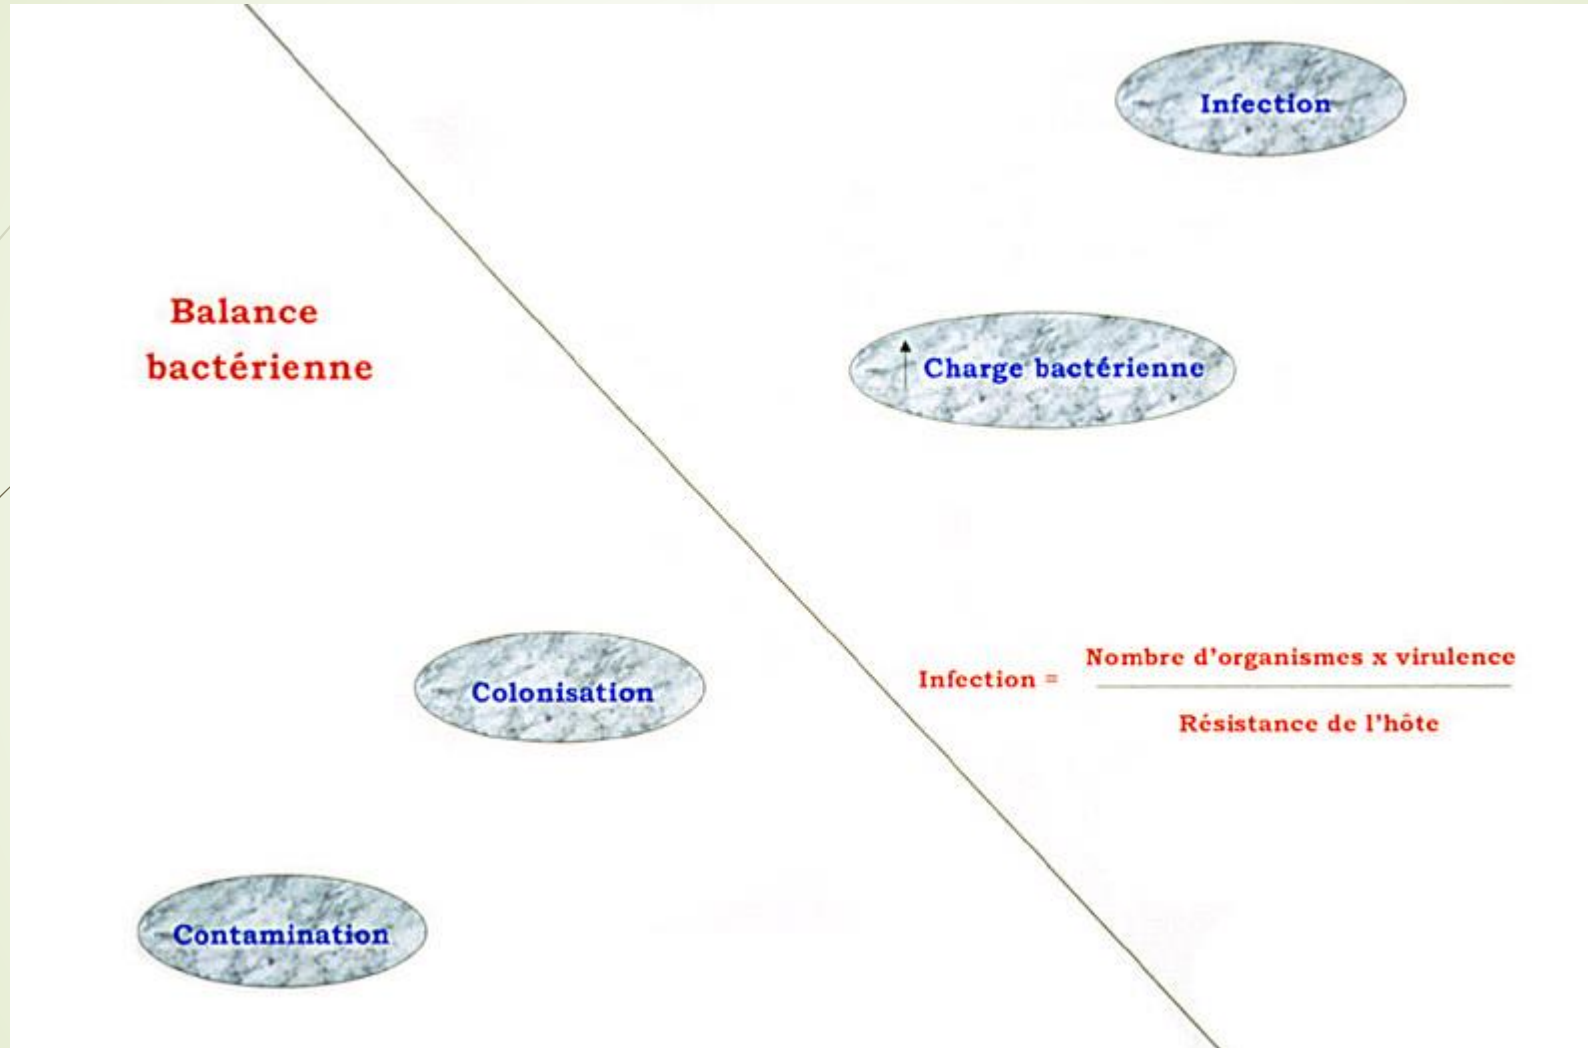 Infection
Balance
bactérienne
Charge bactérienne
Colonisation
Infection =
Nombre d'organismes x virulence
Résistance de l'hôte
Contamination